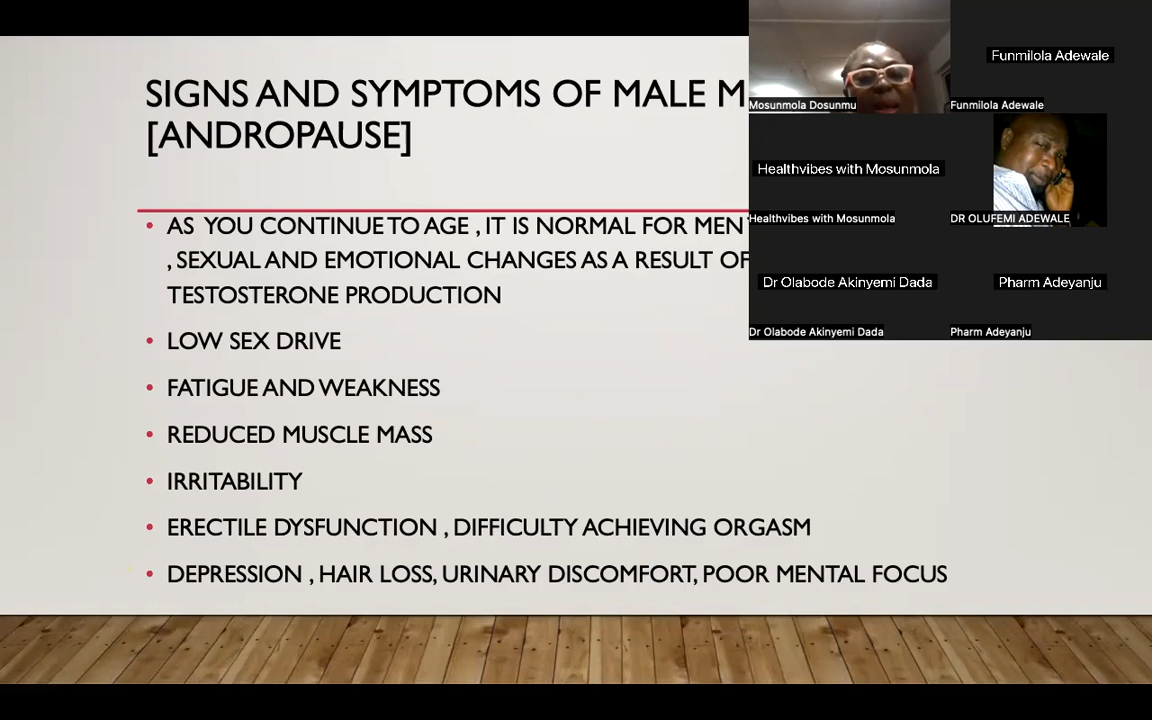 SIGNS AND SYMPTOMS OF MALE M
[ANDROPAUSE]
• AS YOU CONTINUE TO AGE , IT IS NORMAL FOR MEN
, SEXUAL AND EMOTIONAL CHANGES AS A RESULT OF
TESTOSTERONE PRODUCTION
• LOW SEX DRIVE
• FATIGUE AND WEAKNESS
• REDUCED MUSCLE MASS
• IRRITABILITY
• ERECTILE DYSFUNCTION , DIFFICULTY ACHIEVING ORGASM
• DEPRESSION , HAIR LOSS, URINARY DISCOMFORT, POOR MENTAL FOCUS
Mosunmola Dosunmu
Funmilola Adewale
Funmilola Adewale
Healthvibes with Mosunmola
Healthvibes with Mosunmola
DR OLUFEMI ADEWALE
Dr Olabode Akinyemi Dada
Dr Olabode Akinyemi Dada
Pharm Adeyanju
Pharm Adeyanju